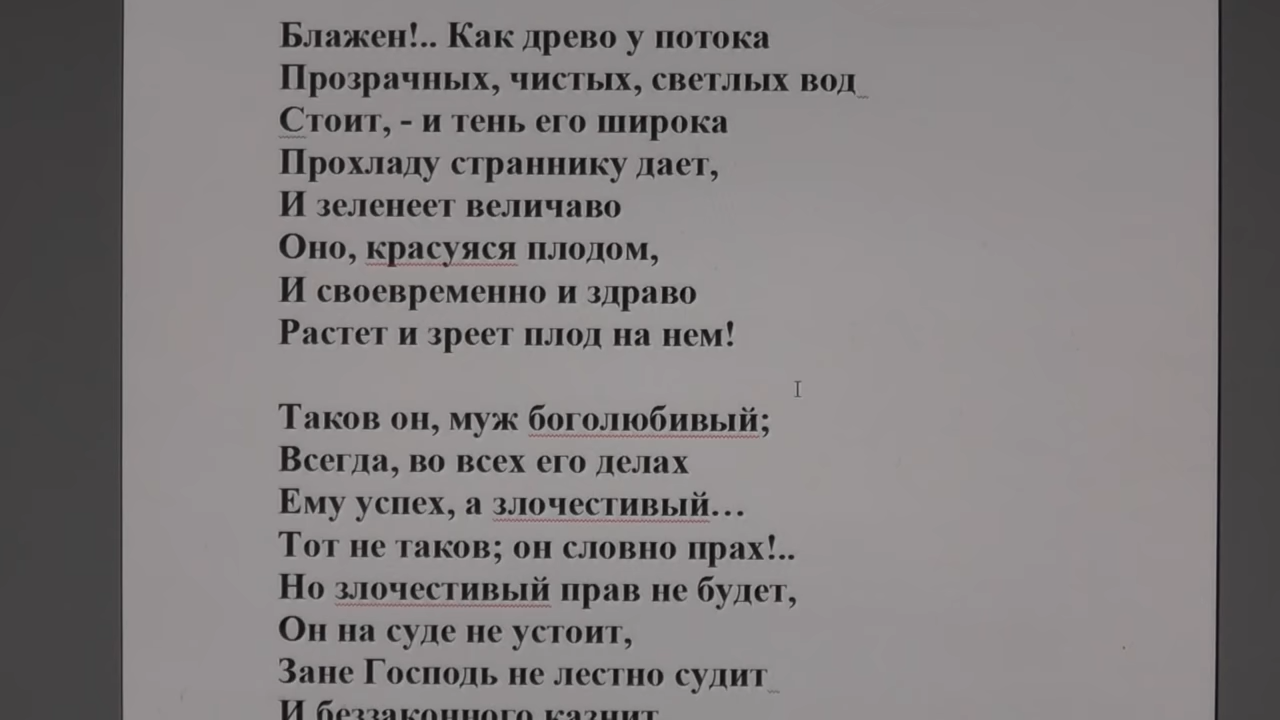 Блажен!.. Как древо у потока
Прозрачных, чистых, светлых вод
Стоит, - и тень его широка
Прохладу страннику дает,
И зеленеет величаво
Оно, красуяся плодом,
И своевременно и здраво
Растет и зреет плод на нем!
Таков он, муж боголюбивый;
Всегда, во всех его делах
Ему успех, а злочестивый…
Тот не таков; он словно прах!..
Но злочестивый прав не будет,
Он на суде не устоит,
Зане Господь не лестно судит
И беззаконного казнит